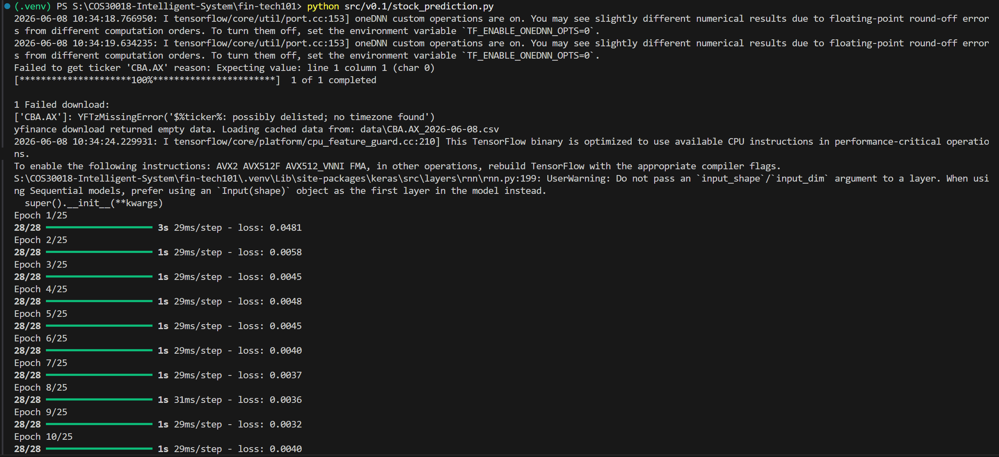 (.venv) PS S:\COS30018-Intelligent-System\fin-tech101> python src/v0.1/stock_prediction.py
2026-06-08 10:34:18.766950: I tensorflow/core/util/port.cc:153] oneDNN custom operations are on. You may see slightly different numerical results due to floating-point round-off error
s from different computation orders. To turn them off, set the environment variable `TF_ENABLE_ONEDNN_OPTS=0`.
2026-06-08 10:34:19.634235: I tensorflow/core/util/port.cc:153] oneDNN custom operations are on. You may see slightly different numerical results due to floating-point round-off error
s from different computation orders. To turn them off, set the environment variable `TF_ENABLE_ONEDNN_OPTS=0`.
Failed to get ticker 'CBA.AX' reason: Expecting value: line 1 column 1 (char 0)
[*********************100%***********************]  1 of 1 completed
1 Failed download:
['CBA.AX']: YFTzMissingError('$%ticker%: possibly delisted; no timezone found')
yfinance download returned empty data. Loading cached data from: data\CBA.AX_2026-06-08.csv
2026-06-08 10:34:24.229931: I tensorflow/core/platform/cpu_feature_guard.cc:210] This TensorFlow binary is optimized to use available CPU instructions in performance-critical operatio
ns.
To enable the following instructions: AVX2 AVX512F AVX512_VNNI FMA, in other operations, rebuild TensorFlow with the appropriate compiler flags.
S:\COS30018-Intelligent-System\fin-tech101\.venv\Lib\site-packages\keras\src\layers\rnn\rnn.py:199: UserWarning: Do not pass an `input_shape`/`input_dim` argument to a layer. When usi
ng Sequential models, prefer using an `Input(shape)` object as the first layer in the model instead.
  super().__init__(**kwargs)
Epoch 1/25
28/28 3s 29ms/step - loss: 0.0481
Epoch 2/25
28/28 1s 29ms/step - loss: 0.0058
Epoch 3/25
28/28 1s 29ms/step - loss: 0.0045
Epoch 4/25
28/28 1s 29ms/step - loss: 0.0048
Epoch 5/25
28/28 1s 29ms/step - loss: 0.0045
Epoch 6/25
28/28 1s 29ms/step - loss: 0.0040
Epoch 7/25
28/28 1s 29ms/step - loss: 0.0037
Epoch 8/25
28/28 1s 31ms/step - loss: 0.0036
Epoch 9/25
28/28 1s 29ms/step - loss: 0.0032
Epoch 10/25
28/28 1s 29ms/step - loss: 0.0040